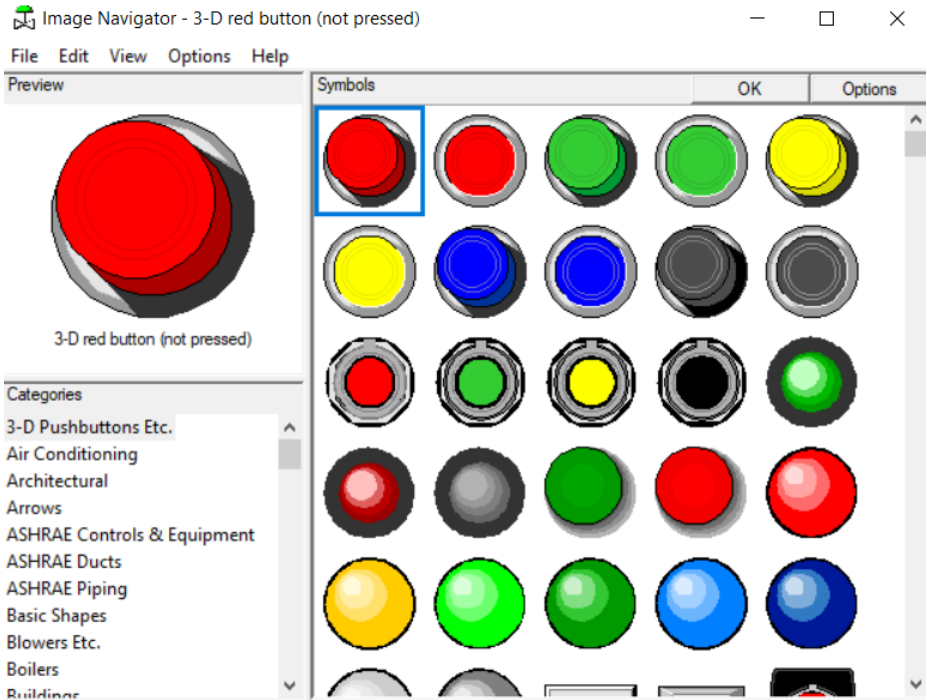 Image Navigator - 3-D red button (not pressed)
File Edit View Options Help
Preview
3-D red button (not pressed)
Symbols
OK
Options
Categories
3-D Pushbuttons Etc.
Air Conditioning
Architectural
Arrows
ASHRAE Controls & Equipment
ASHRAE Ducts
ASHRAE Piping
Basic Shapes
Blowers Etc.
Boilers
Buildings